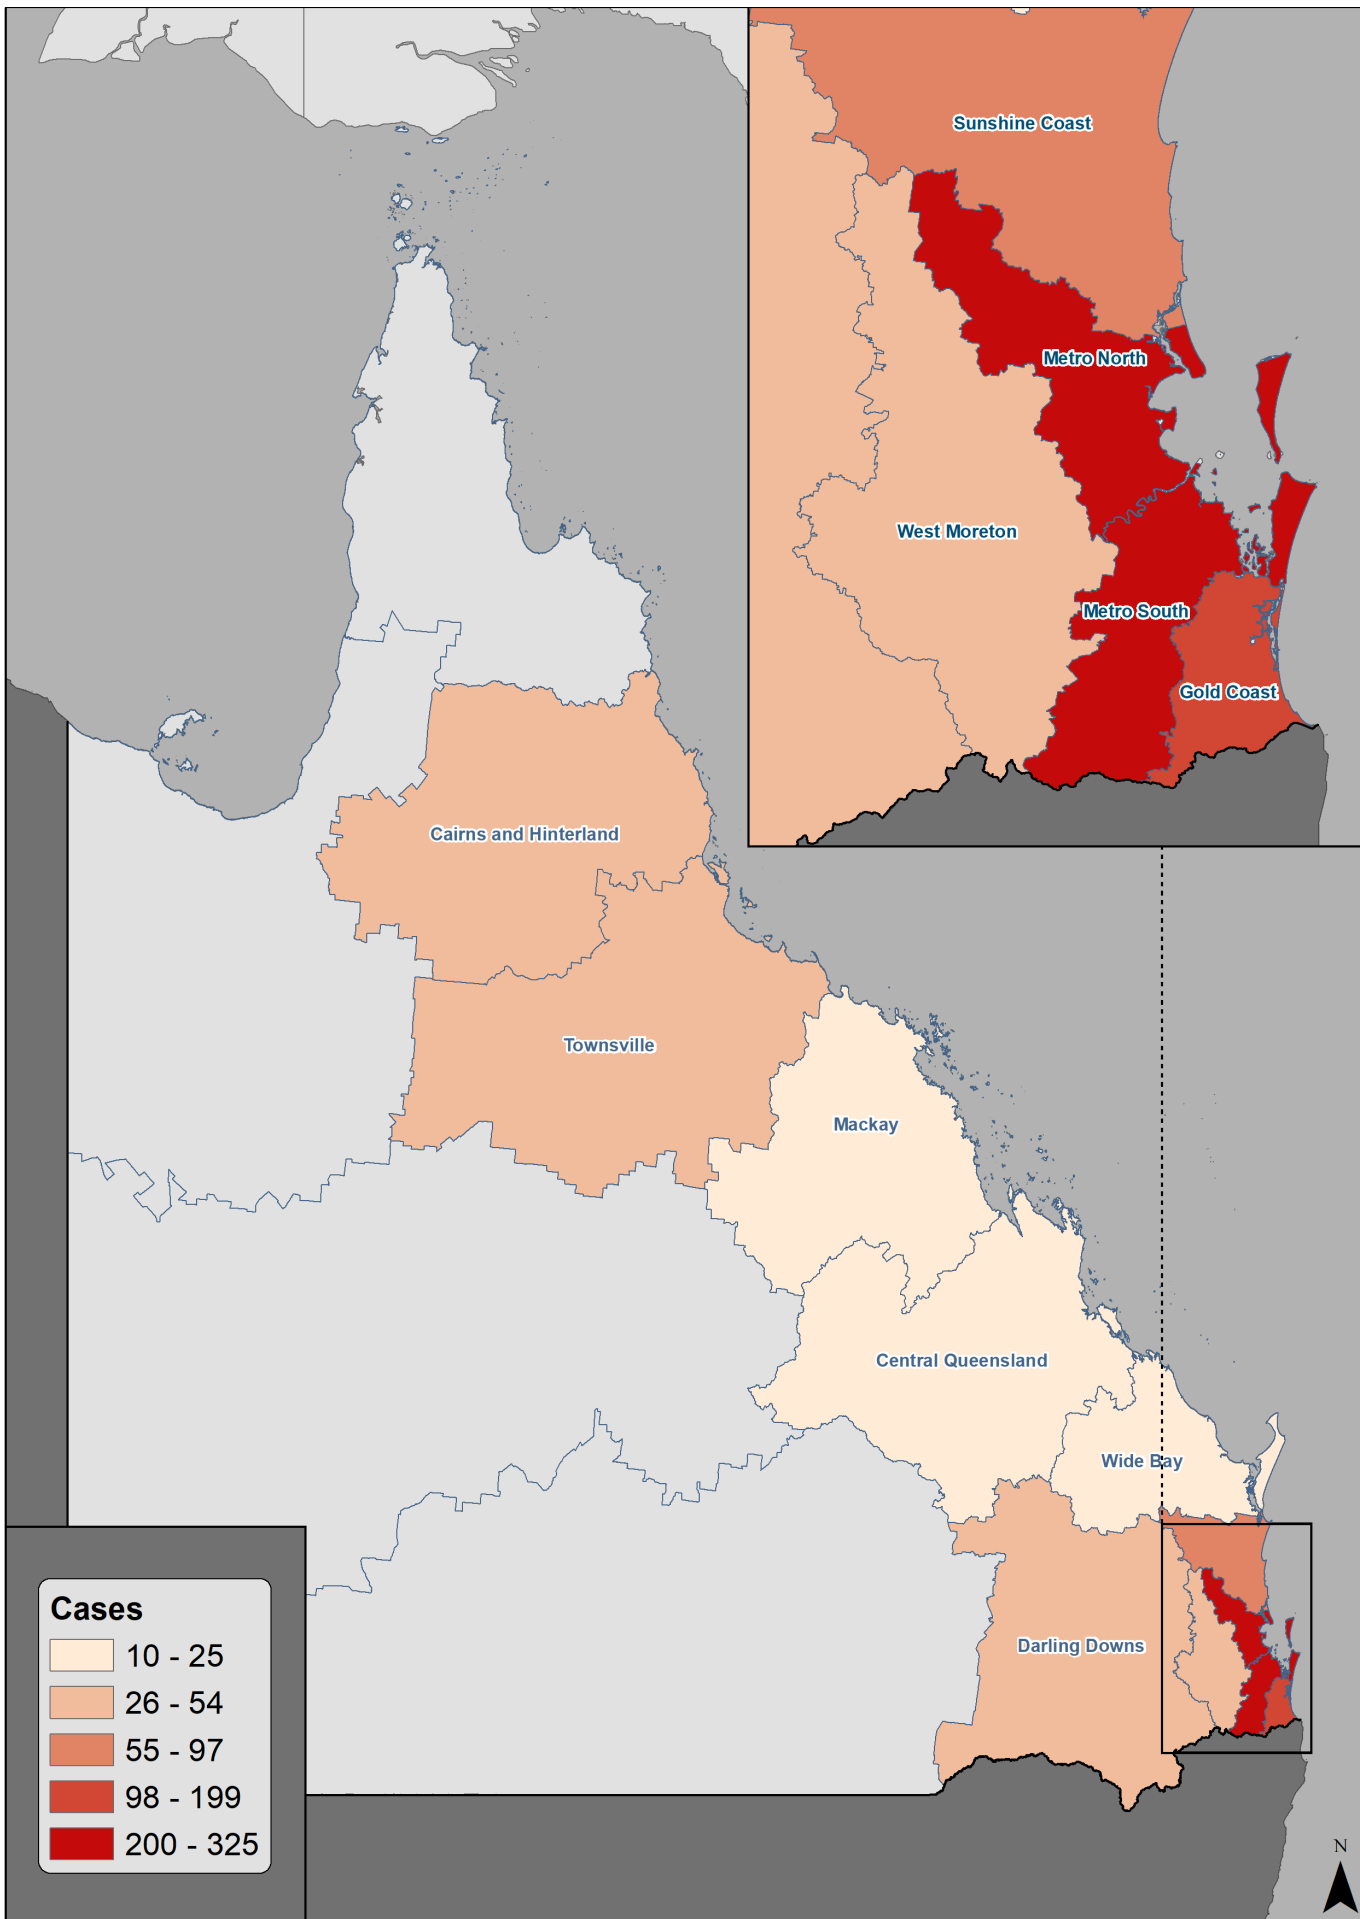 Sunshine Coast
Metro North
West Moreton
Metro South
Gold Coast
Cairns and Hinterland
Townsville
Mackay
Central Queensland
Wide Bay
Darling Downs
Cases
10 - 25
26 - 54
55 - 97
98 - 199
200 - 325
N